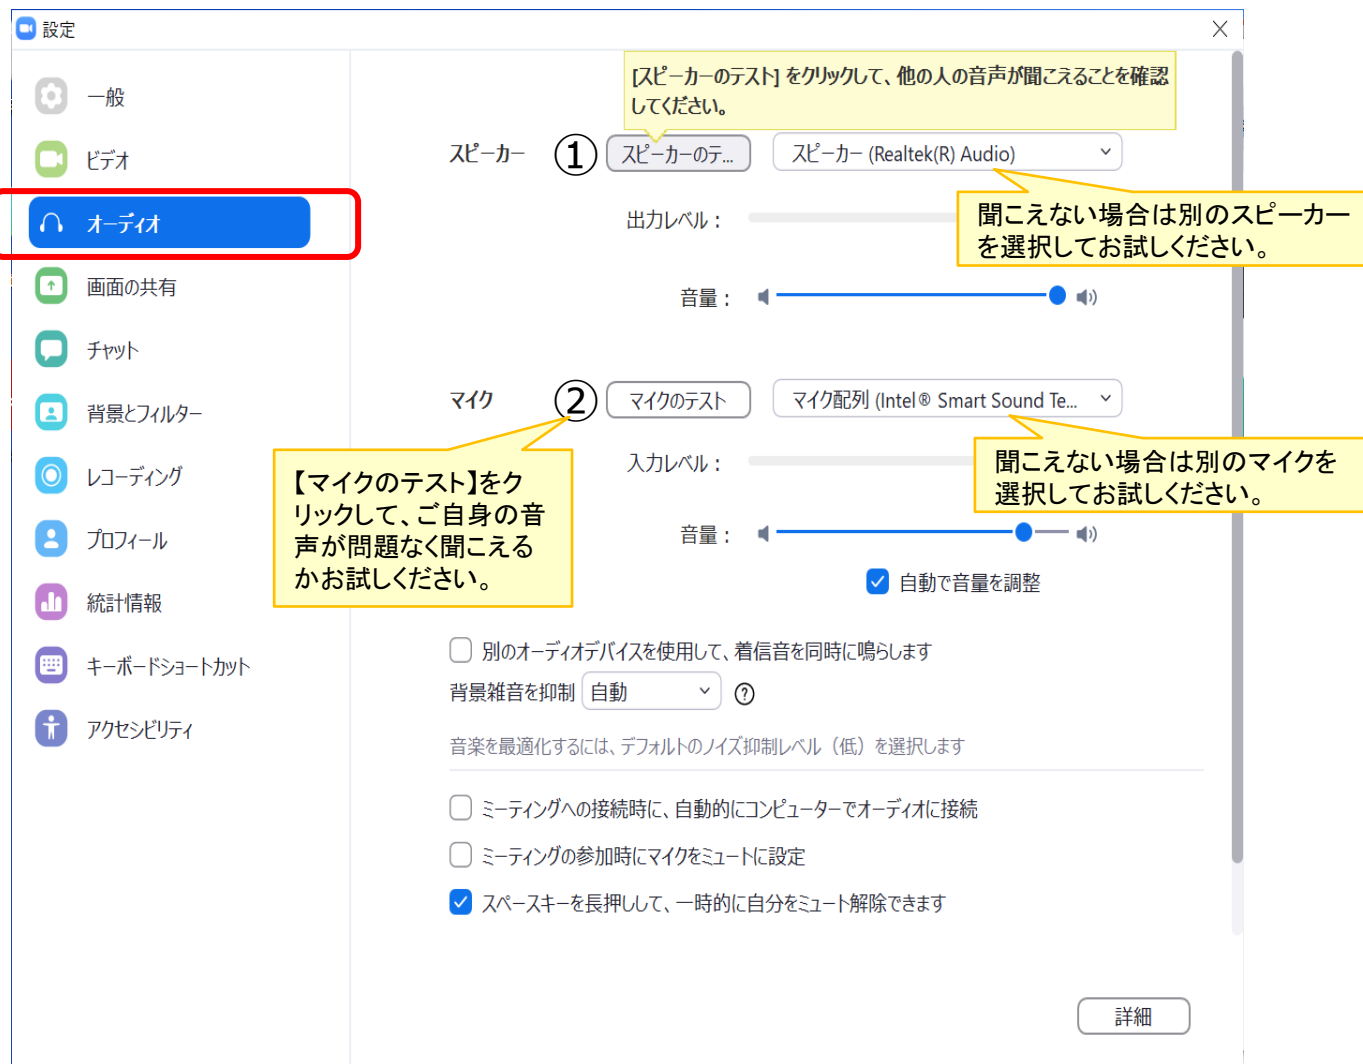 設定
一般
ビデオ
オーディオ
画面の共有
チャット
背景とフィルター
レコーディング
プロフィール
統計情報
キーボードショートカット
アクセシビリティ
[スピーカーのテスト] をクリックして、他の人の音声が聞こえることを確認
してください。
スピーカー ① スピーカーのテ... スピーカー (Realtek(R) Audio)
聞こえない場合は別のスピーカー
を選択してお試しください。
出力レベル：
音量：
マイク ② マイクのテスト マイク配列 (Intel® Smart Sound Te...
聞こえない場合は別のマイクを
選択してお試しください。
入力レベル：
【マイクのテスト】をク
リックして、ご自身の音
声が問題なく聞こえる
かお試しください。
音量：
自動で音量を調整
別のオーディオデバイスを使用して、着信音を同時に鳴らします
背景雑音を抑制 自動 ?
音楽を最適化するには、デフォルトのノイズ抑制レベル（低）を選択します
ミーティングへの接続時に、自動的にコンピューターでオーディオに接続
ミーティングの参加時にマイクをミュートに設定
スペースキーを長押しして、一時的に自分をミュート解除できます
詳細